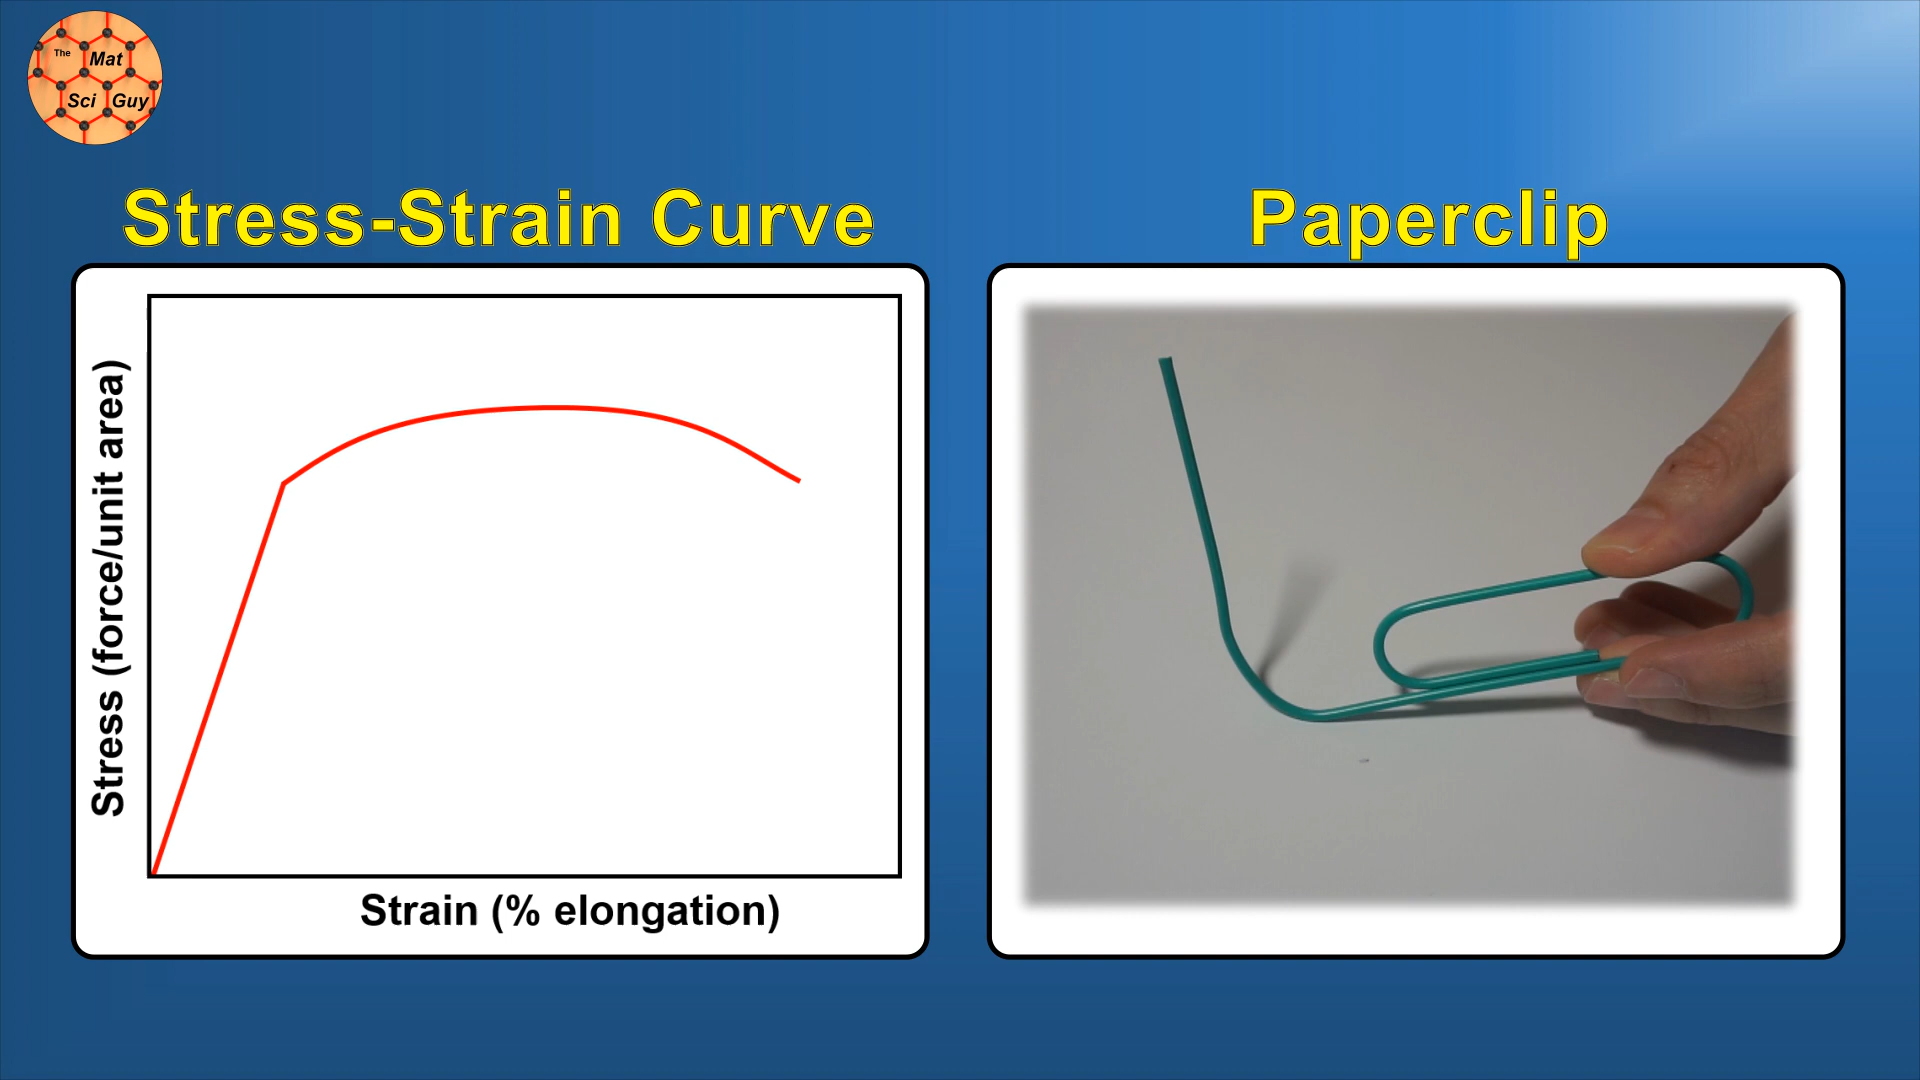 The
Mat
Sci Guy
Stress-Strain Curve
Paperclip
Stress (force/unit area)
Strain (% elongation)